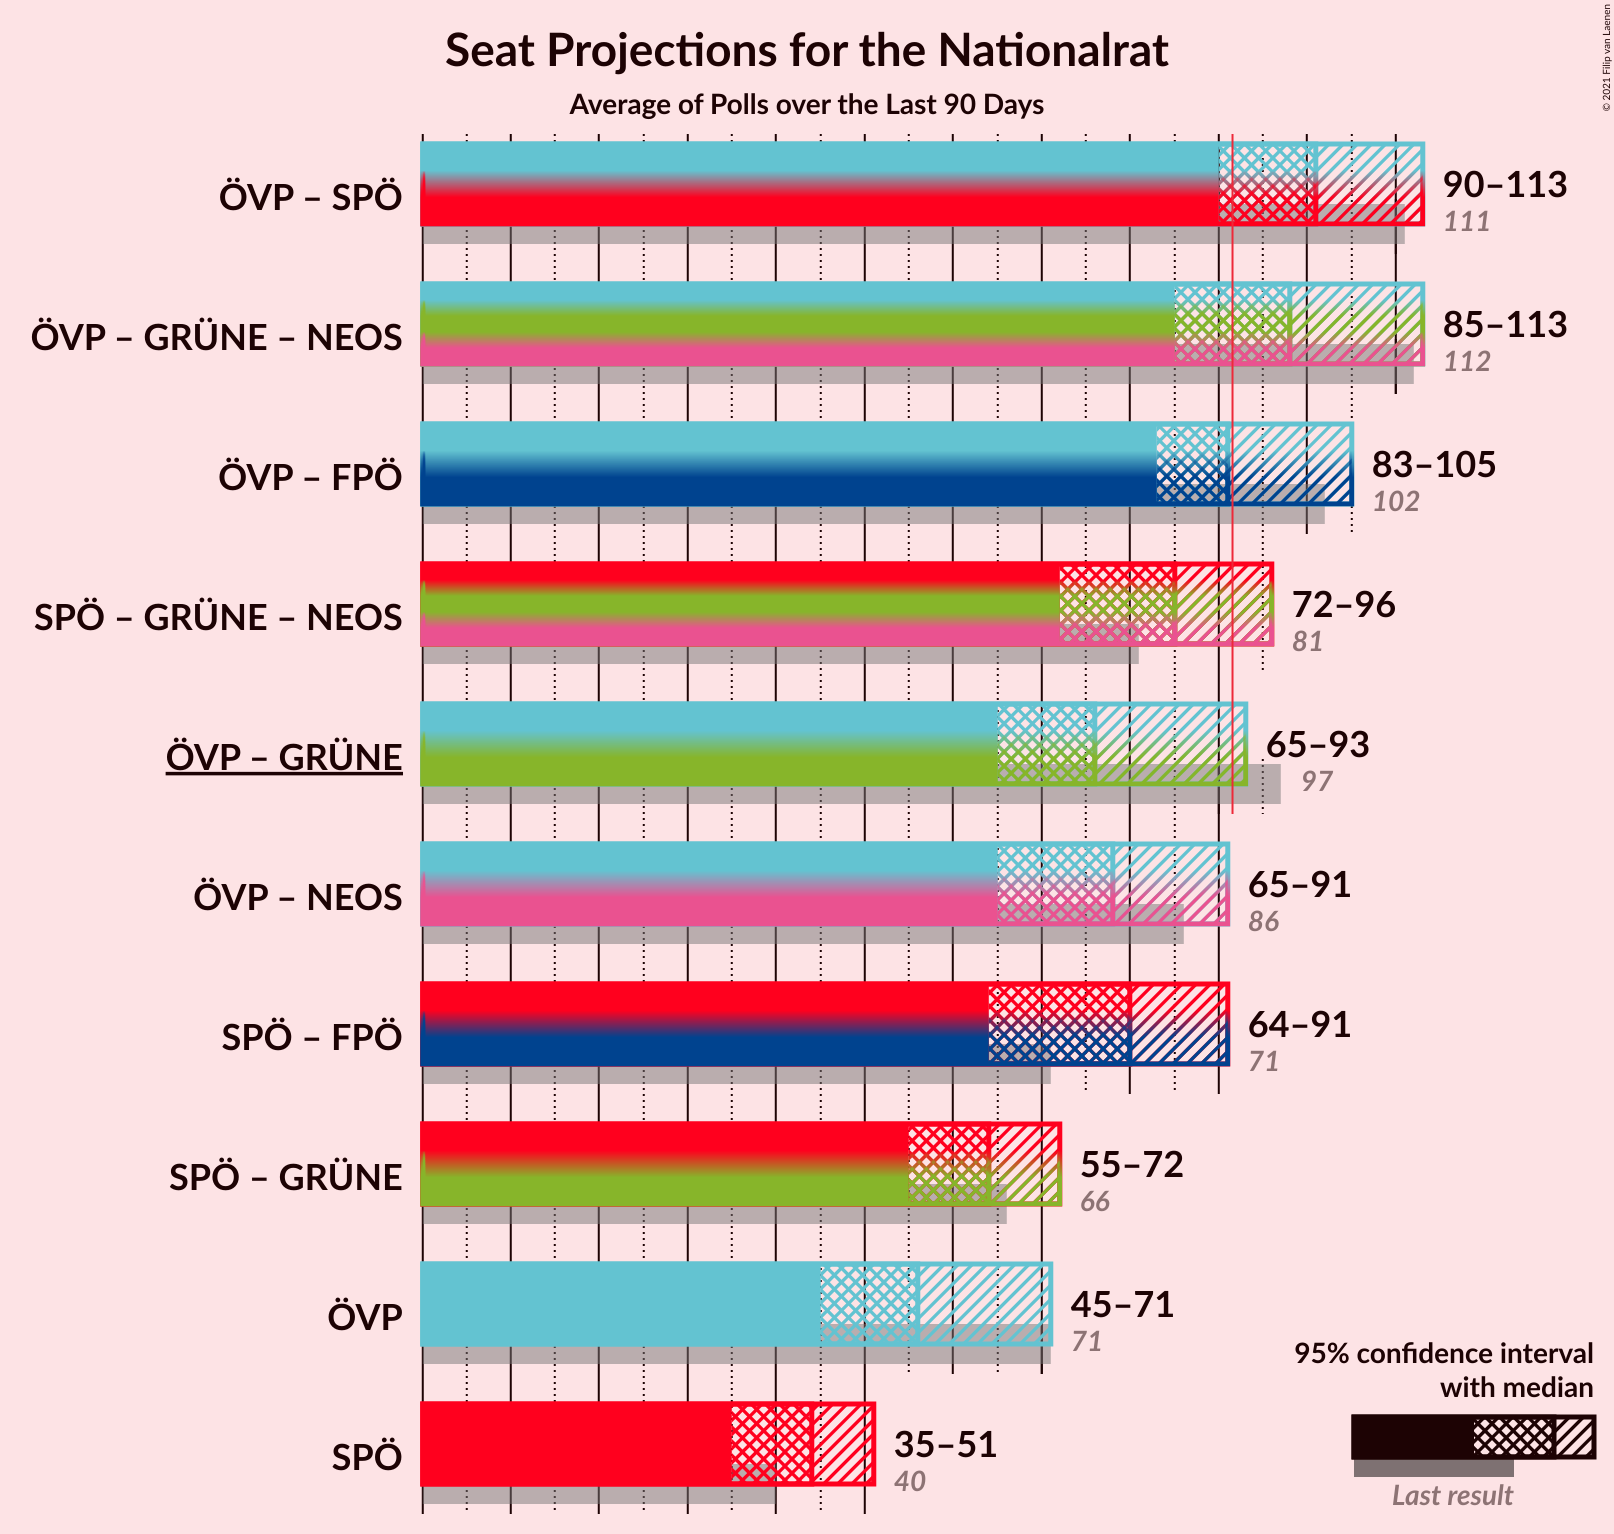 Seat Projections for the Nationalrat
Average of Polls over the Last 90 Days
© 2021 Filip van Laenen
ÖVP – SPÖ
90–113
111
ÖVP – GRÜNE – NEOS
85–113
112
ÖVP – FPÖ
83–105
102
SPÖ – GRÜNE – NEOS
72–96
81
ÖVP – GRÜNE
65–93
97
ÖVP – NEOS
65–91
86
SPÖ – FPÖ
64–91
71
SPÖ – GRÜNE
55–72
66
ÖVP
45–71
71
SPÖ
35–51
40
95% confidence interval
with median
Last result